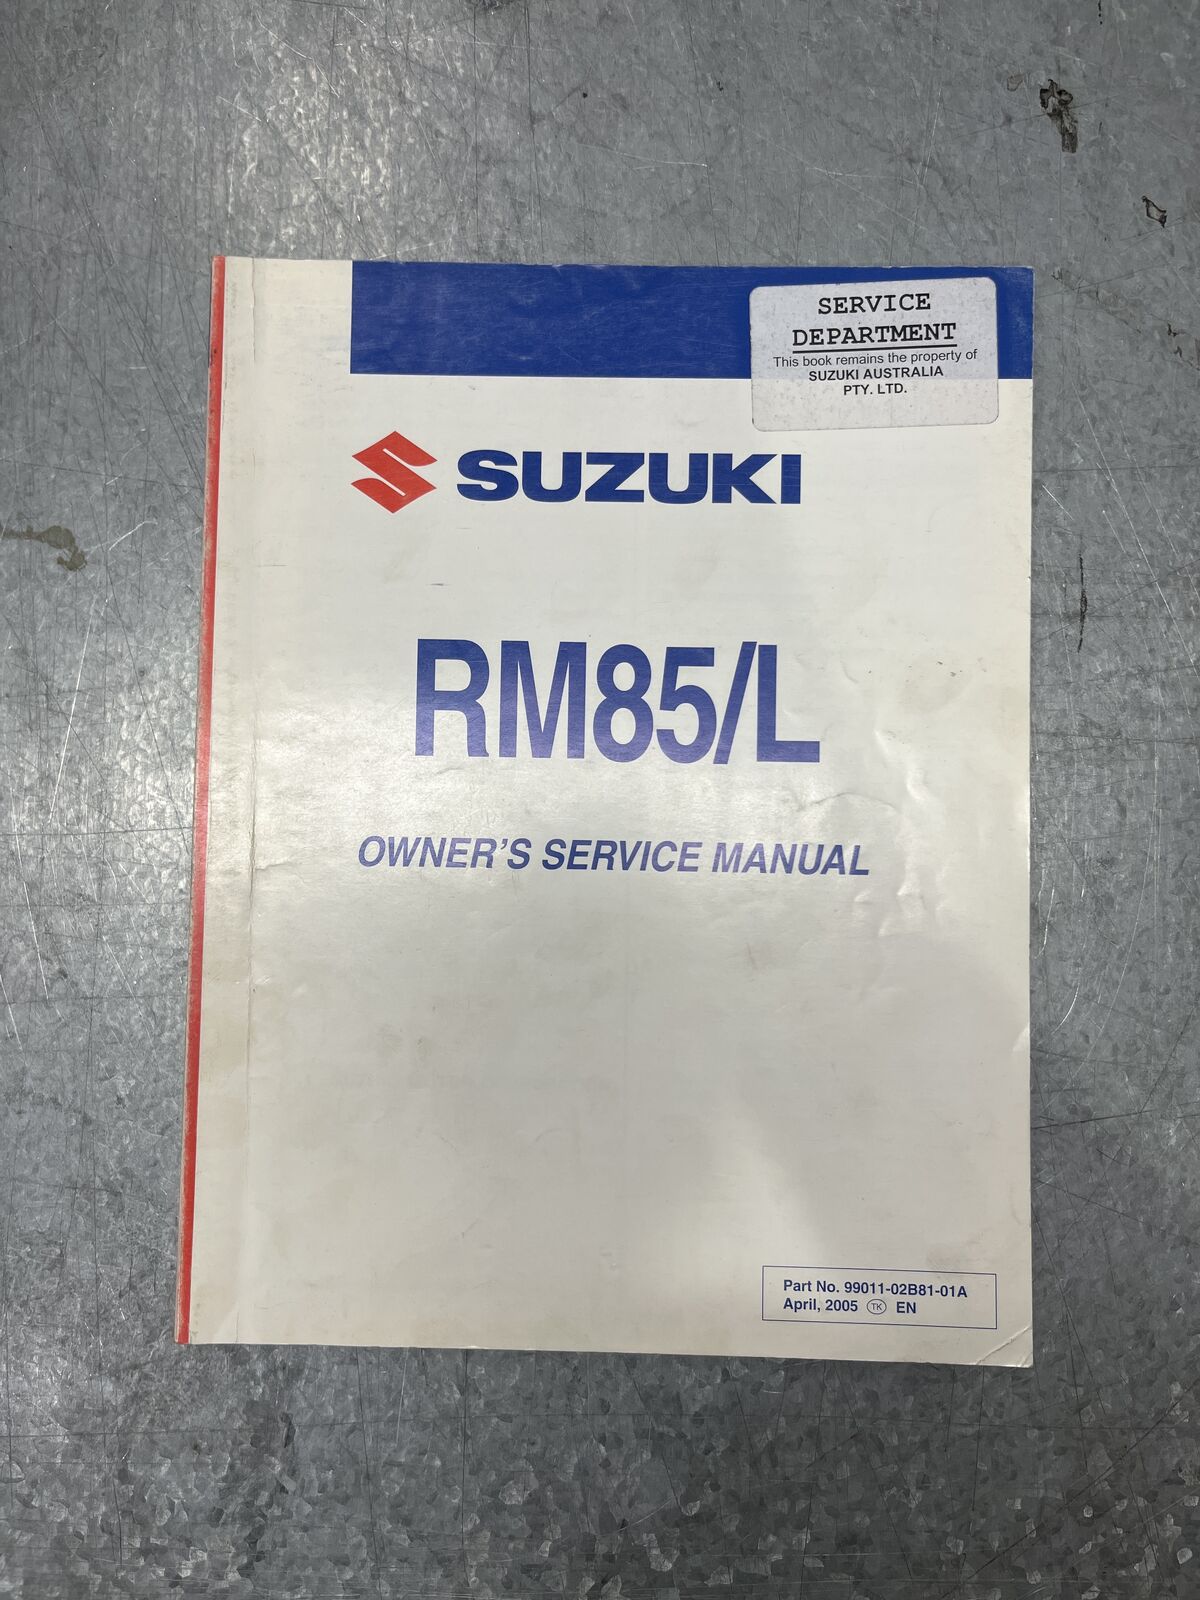 SERVICE
DEPARTMENT
This book remains the property of
SUZUKI AUSTRALIA
PTY. LTD.
SUZUKI
RM85/L
OWNER'S SERVICE MANUAL
Part No. 99011-02B81-01A
April, 2005 TK EN